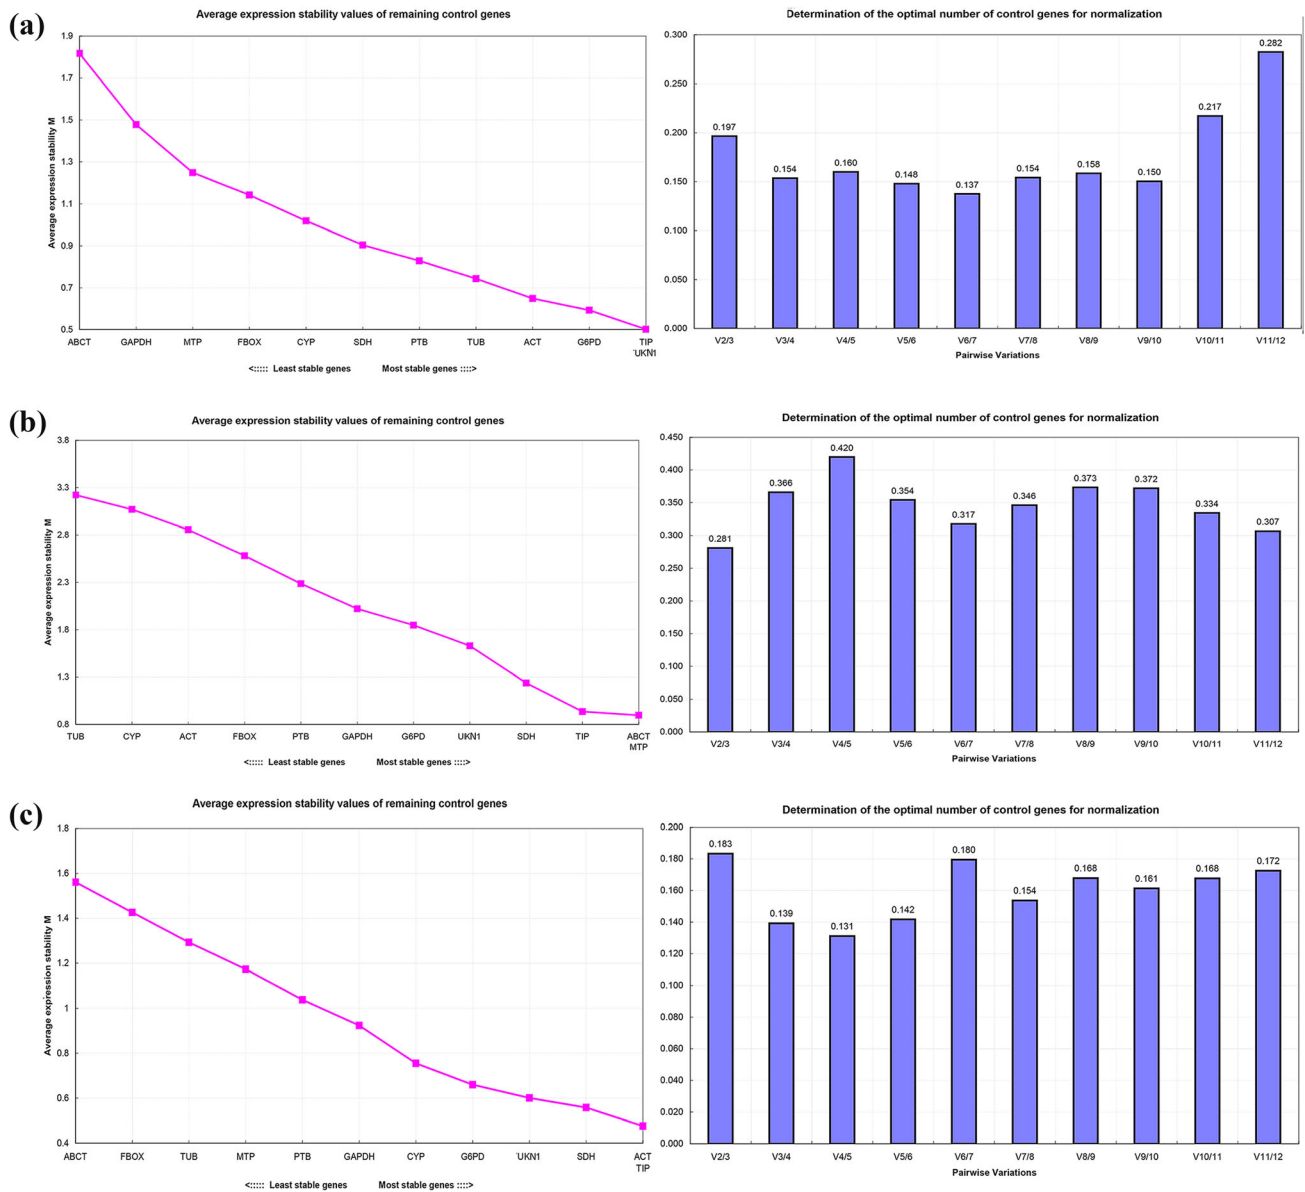 (a)
Average expression stability values of remaining control genes
Average expression stability M
1.9
1.7
1.5
1.3
1.1
0.9
0.7
0.5
ABCT GAPDH MTP FBOX CYP SDH PTB TUB ACT G6PD TIP
UKN1
<::::: Least stable genes Most stable genes ::::>
Determination of the optimal number of control genes for normalization
0.300
0.250
0.200
0.150
0.100
0.050
0.000
0.197 0.154 0.160 0.148 0.137 0.154 0.158 0.150 0.217 0.282
V2/3 V3/4 V4/5 V5/6 V6/7 V7/8 V8/9 V9/10 V10/11 V11/12
Pairwise Variations
(b)
Average expression stability values of remaining control genes
Average expression stability M
3.8
3.3
2.8
2.3
1.8
1.3
0.8
TUB CYP ACT FBOX PTB GAPDH G6PD UKN1 SDH TIP ABCT
MTP
<::::: Least stable genes Most stable genes ::::>
Determination of the optimal number of control genes for normalization
0.450
0.400
0.350
0.300
0.250
0.200
0.150
0.100
0.050
0.000
0.281 0.366 0.420 0.354 0.317 0.346 0.373 0.372 0.334 0.307
V2/3 V3/4 V4/5 V5/6 V6/7 V7/8 V8/9 V9/10 V10/11 V11/12
Pairwise Variations
(c)
Average expression stability values of remaining control genes
Average expression stability M
1.8
1.6
1.4
1.2
1
0.8
0.6
0.4
ABCT FBOX TUB MTP PTB GAPDH CYP G6PD UKN1 SDH ACT
TIP
<::::: Least stable genes Most stable genes ::::>
Determination of the optimal number of control genes for normalization
0.200
0.180
0.160
0.140
0.120
0.100
0.080
0.060
0.040
0.020
0.000
0.183 0.139 0.131 0.142 0.180 0.154 0.168 0.161 0.168 0.172
V2/3 V3/4 V4/5 V5/6 V6/7 V7/8 V8/9 V9/10 V10/11 V11/12
Pairwise Variations